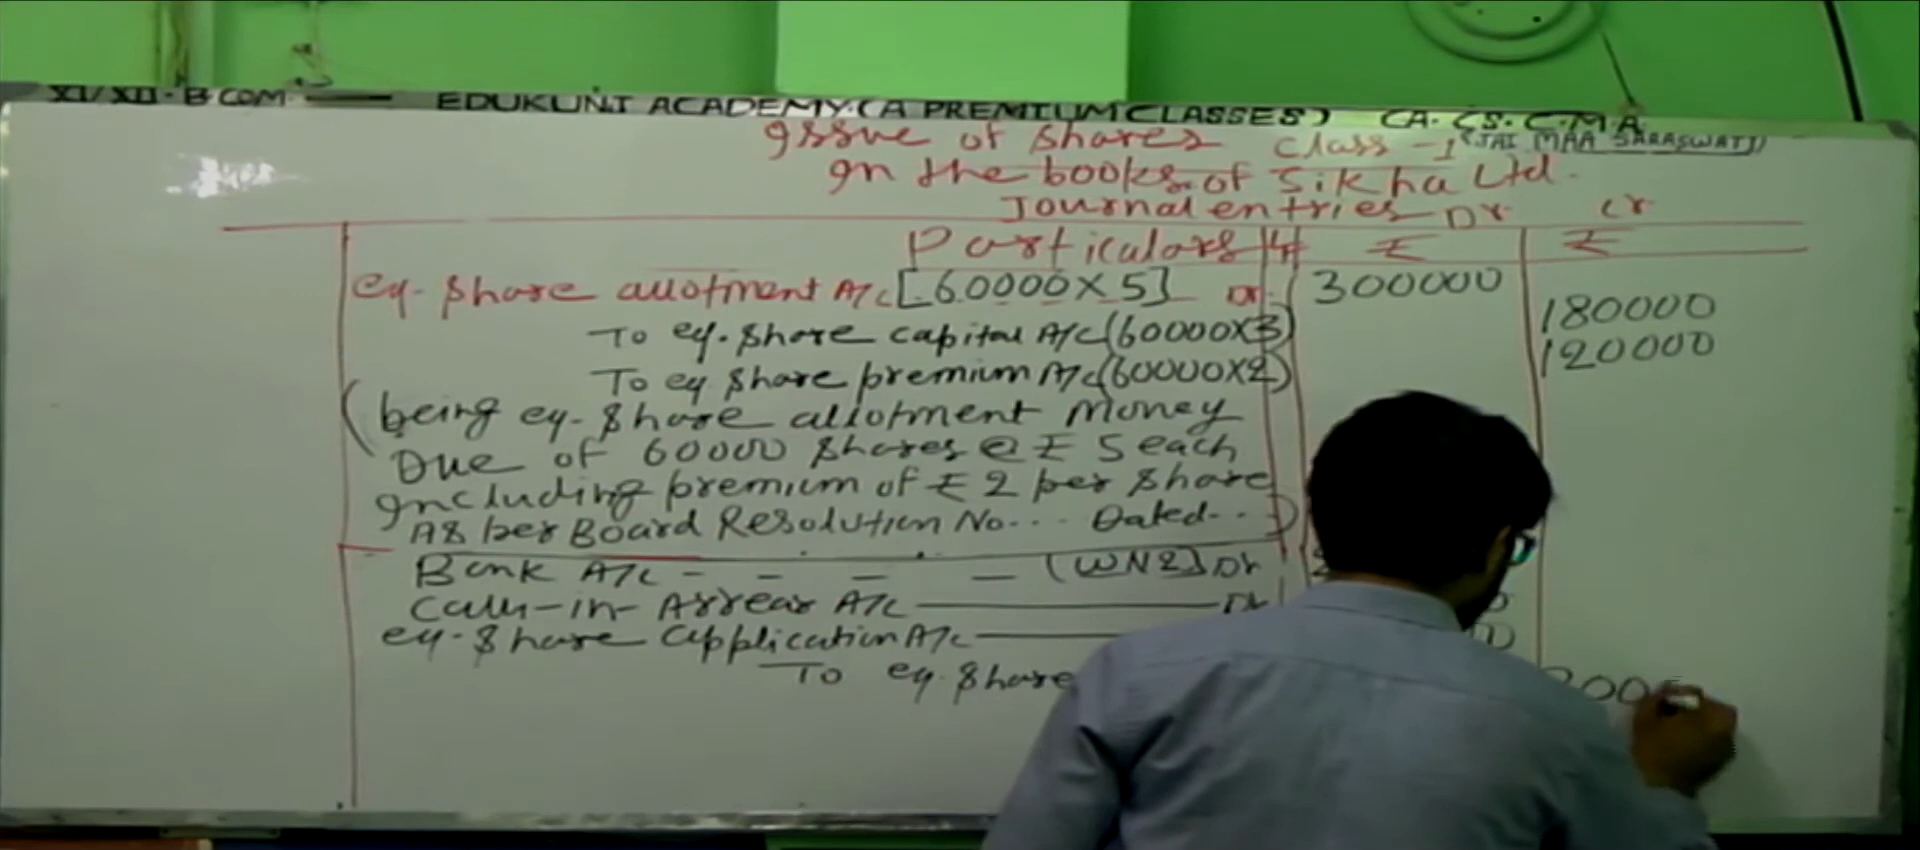 XI/XII-B.COM — EDUKUNJ ACADEMY.(A PREMIUM CLASSES) CA. CS. C.M.A
Issue of shares Class-1 (JAI MAA SARASWATI)
In the books of Sikha Ltd.
Journal entries Dr Cr
Particulars LF ₹ ₹
eq. Share allotment A/c [60000X5] Dr. 300000
To eq. Share capital A/c (60000X3) 180000
To eq Share premium A/c (60000X2) 120000
(being eq. Share allotment money
Due of 60000 shares @ ₹ 5 each
Including premium of ₹ 2 per share
As per Board Resolution No.... Dated...)
Bank A/c - - - — (WN2) Dr
Calls-in-Arrear A/c — Dr
eq. Share application A/c —
To eq. Share